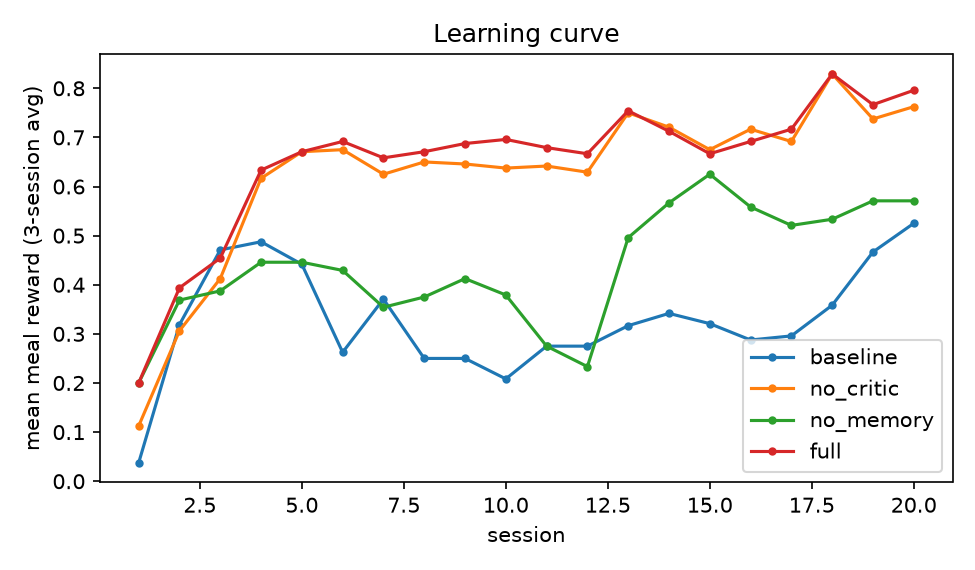 Learning curve
mean meal reward (3-session avg)
0.8
0.7
0.6
0.5
0.4
0.3
0.2
0.1
0.0
2.5 5.0 7.5 10.0 12.5 15.0 17.5 20.0
session
baseline
no_critic
no_memory
full